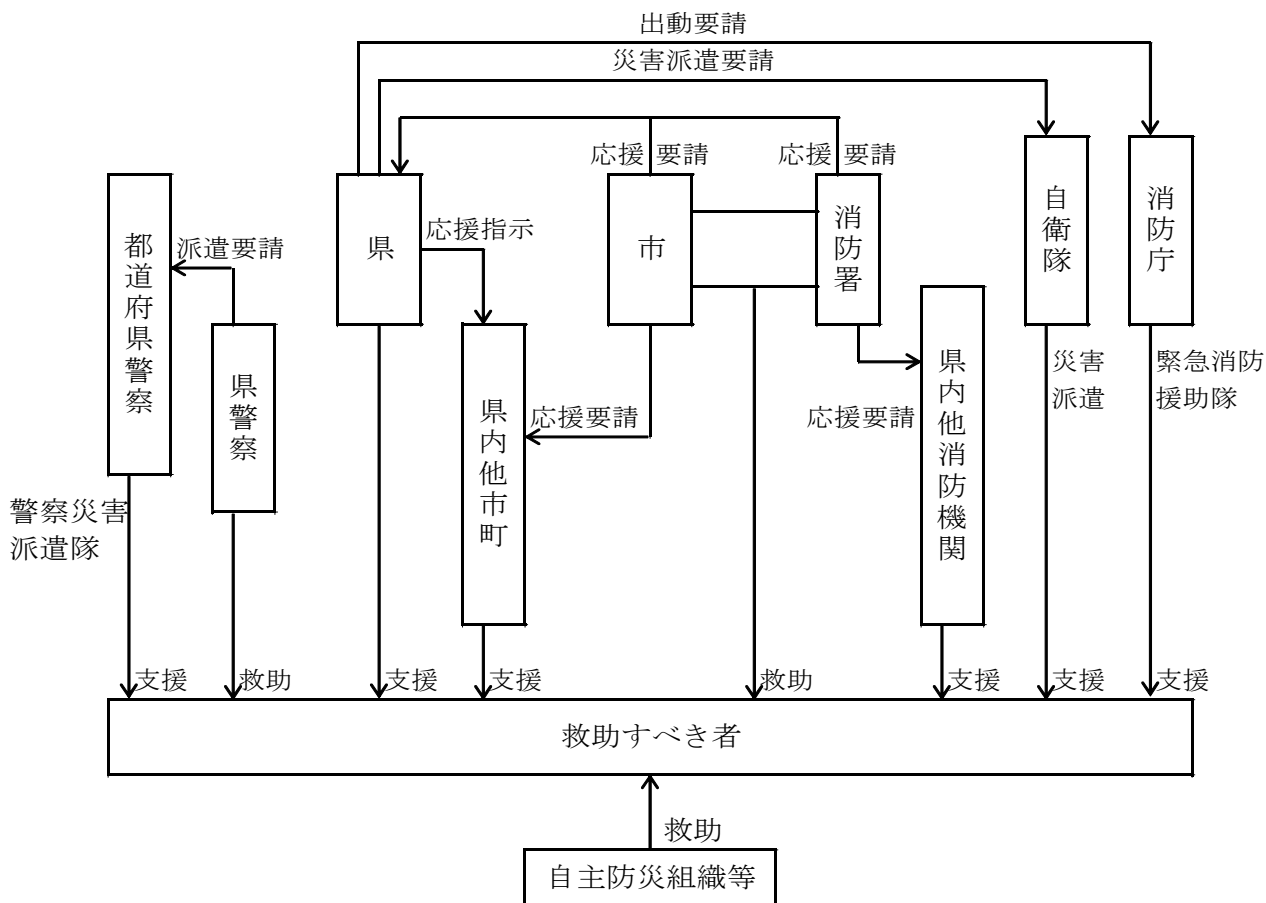 出動要請
災害派遣要請
応援要請
応援要請
都道府県警察
派遣要請
県
応援指示
市
消防署
自衛隊
消防庁
県警察
県内他市町
応援要請
応援要請
県内他消防機関
災害
派遣
緊急消防
援助隊
警察災害
派遣隊
支援
救助
支援
支援
救助
支援
支援
支援
救助すべき者
救助
自主防災組織等